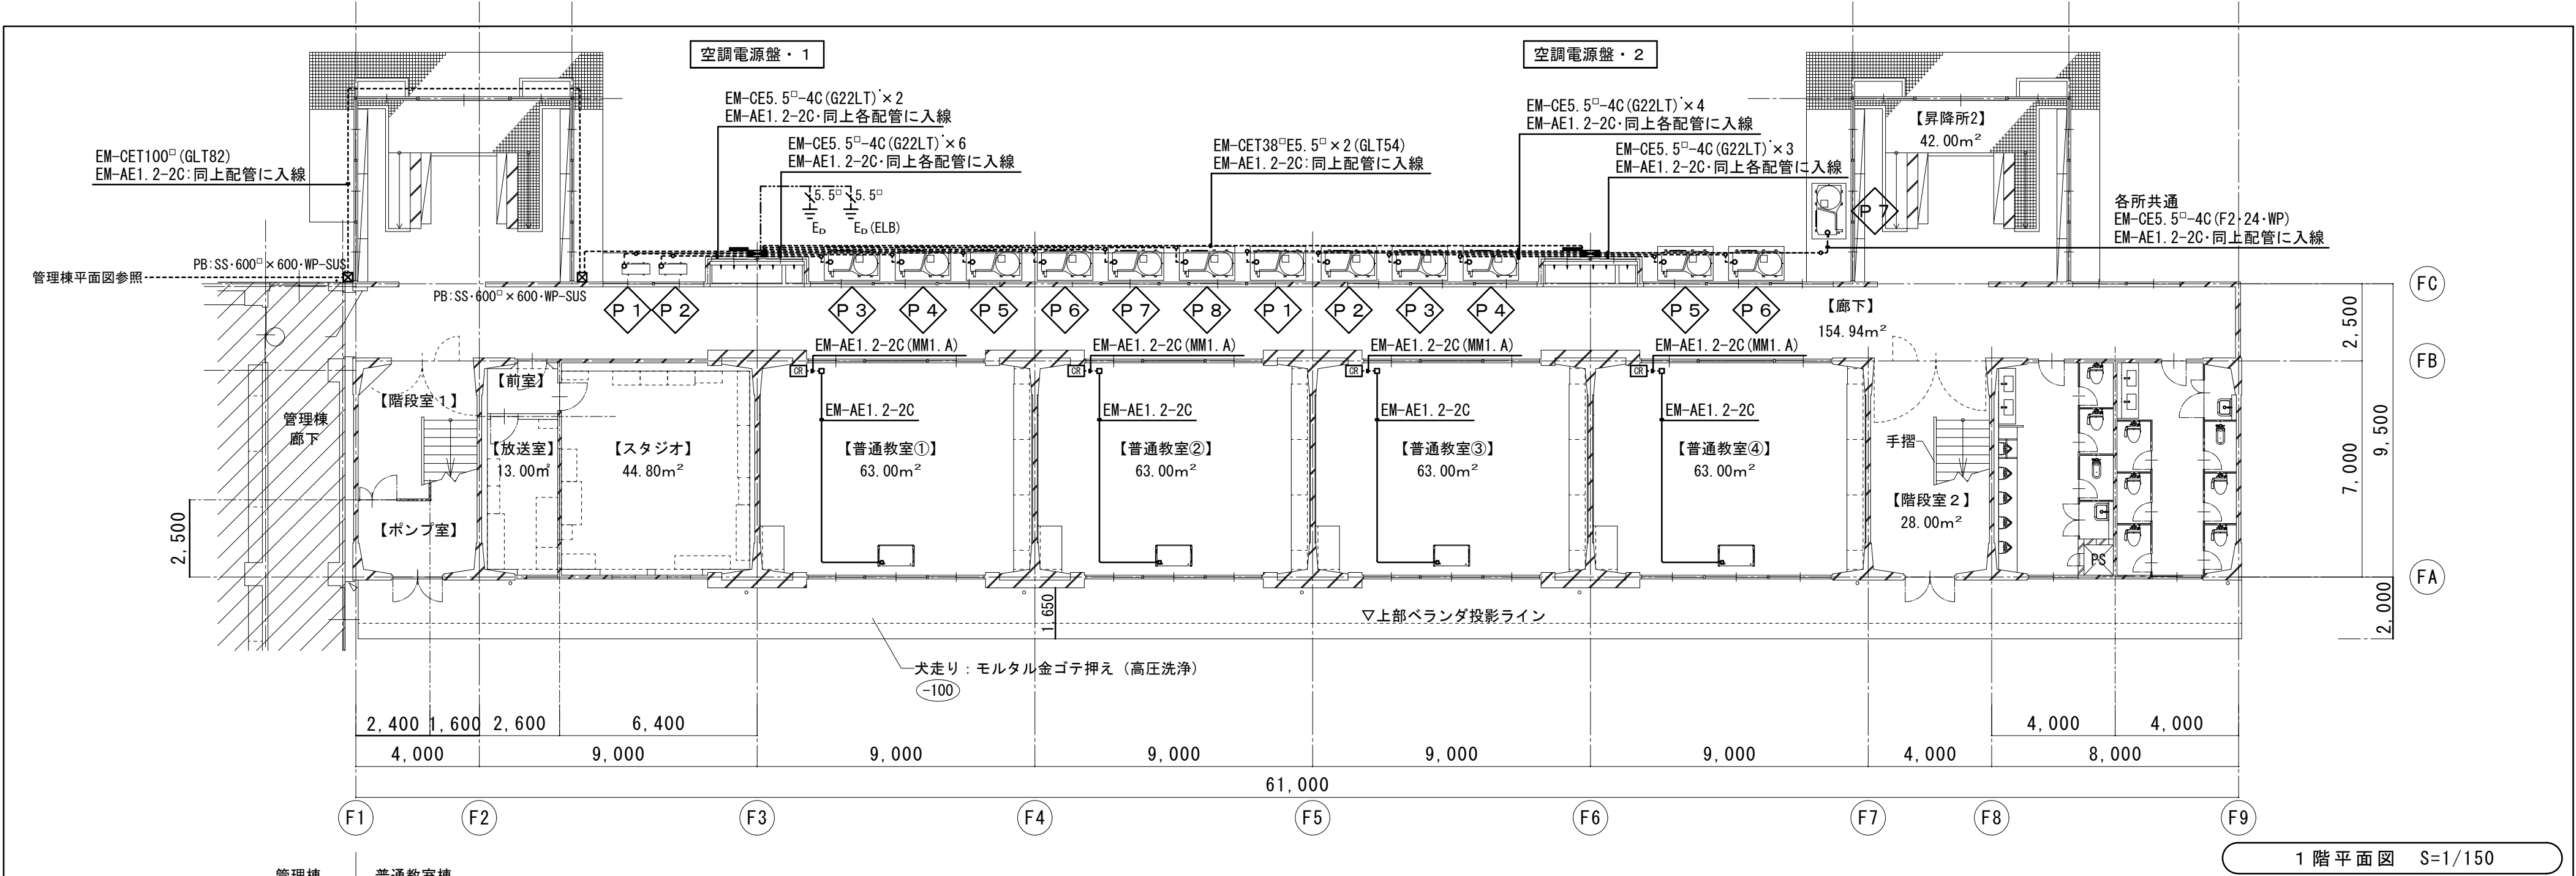 空調電源盤・1
空調電源盤・2
EM-CE5.5□-4C(G22LT)×2
EM-AE1.2-2C・同上各配管に入線
EM-CE5.5□-4C(G22LT)×6
EM-AE1.2-2C・同上各配管に入線
EM-CET38□E5.5□×2(GLT54)
EM-AE1.2-2C:同上配管に入線
EM-CE5.5□-4C(G22LT)×4
EM-AE1.2-2C・同上各配管に入線
EM-CE5.5□-4C(G22LT)×3
EM-AE1.2-2C・同上各配管に入線
【昇降所2】
42.00m²
EM-CET100□(GLT82)
EM-AE1.2-2C:同上配管に入線
5.5□ 5.5□
ED ED(ELB)
P7
各所共通
EM-CE5.5□-4C(F2・24・WP)
EM-AE1.2-2C・同上配管に入線
管理棟平面図参照
PB:SS・600□×600・WP-SUS
PB:SS・600□×600・WP-SUS
P1 P2 P3 P4 P5 P6 P7 P8 P1 P2 P3 P4 P5 P6
【廊下】
154.94m²
FC
2,500
EM-AE1.2-2C(MM1.A) EM-AE1.2-2C(MM1.A) EM-AE1.2-2C(MM1.A) EM-AE1.2-2C(MM1.A)
FB
CR CR CR CR
【前室】
【階段室1】
管理棟
廊下
EM-AE1.2-2C EM-AE1.2-2C EM-AE1.2-2C EM-AE1.2-2C
【放送室】
13.00㎡
【スタジオ】
44.80m²
【普通教室①】
63.00m²
【普通教室②】
63.00m²
【普通教室③】
63.00m²
【普通教室④】
63.00m²
手摺
【階段室2】
28.00m²
7,000
9,500
【ポンプ室】
2,500
PS
FA
2,000
1,650
▽上部ベランダ投影ライン
犬走り:モルタル金ゴテ押え(高圧洗浄)
-100
2,400 1,600 2,600 6,400 4,000 4,000
4,000 9,000 9,000 9,000 9,000 9,000 4,000 8,000
61,000
F1 F2 F3 F4 F5 F6 F7 F8 F9
1階平面図 S=1/150
管理棟 普通教室棟